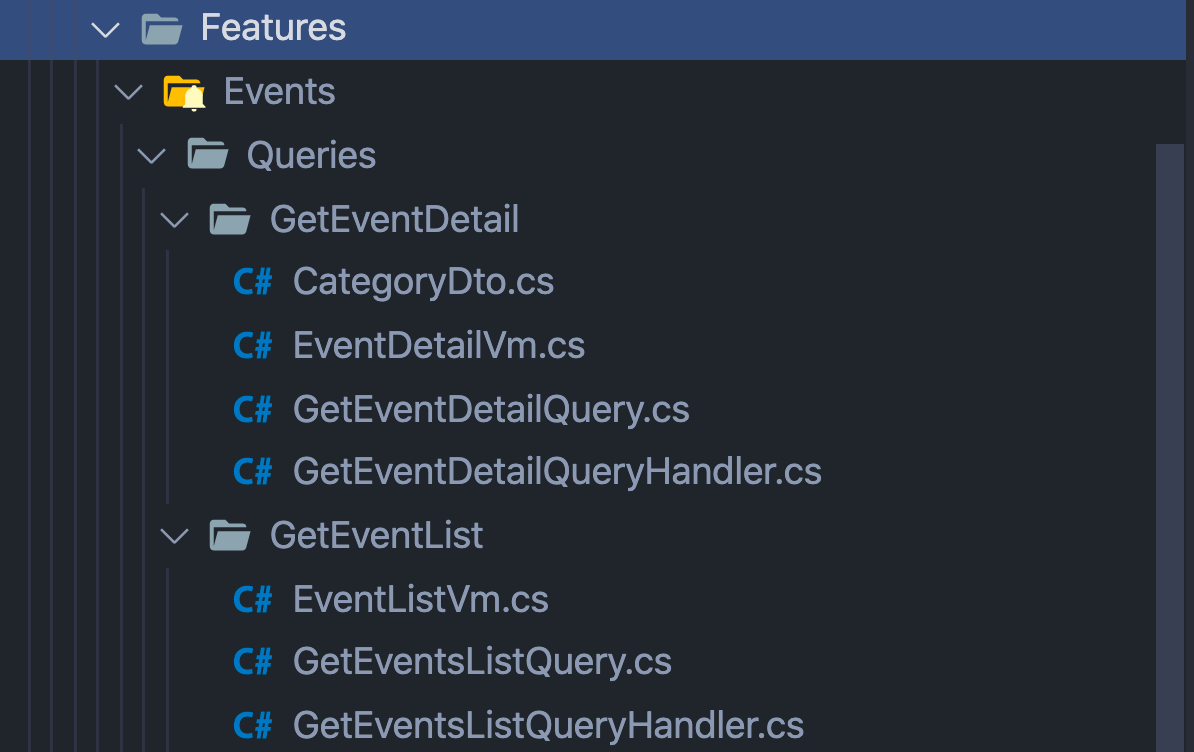 Features
Events
Queries
GetEventDetail
C# CategoryDto.cs
C# EventDetailVm.cs
C# GetEventDetailQuery.cs
C# GetEventDetailQueryHandler.cs
GetEventList
C# EventListVm.cs
C# GetEventsListQuery.cs
C# GetEventsListQueryHandler.cs